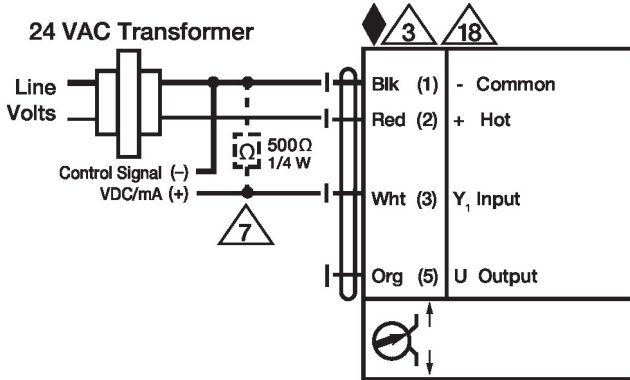 24 VAC Transformer
3
18
Line
Volts
Blk (1) - Common
Red (2) + Hot
Ω
500Ω
1/4 W
Control Signal (–)
VDC/mA (+)
Wht (3) Y1 Input
7
Org (5) U Output